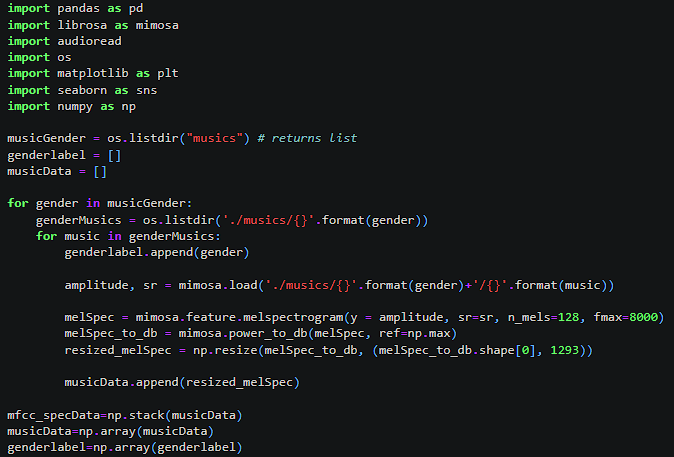 import pandas as pd
import librosa as mimosa
import audioread
import os
import matplotlib as plt
import seaborn as sns
import numpy as np

musicGender = os.listdir("musics") # returns list
genderlabel = []
musicData = []

for gender in musicGender:
    genderMusics = os.listdir('./musics/{}'.format(gender))
    for music in genderMusics:
        genderlabel.append(gender)

        amplitude, sr = mimosa.load('./musics/{}'.format(gender)+'/{}'.format(music))

        melSpec = mimosa.feature.melspectrogram(y = amplitude, sr=sr, n_mels=128, fmax=8000)
        melSpec_to_db = mimosa.power_to_db(melSpec, ref=np.max)
        resized_melSpec = np.resize(melSpec_to_db, (melSpec_to_db.shape[0], 1293))

        musicData.append(resized_melSpec)

mfcc_specData=np.stack(musicData)
musicData=np.array(musicData)
genderlabel=np.array(genderlabel)